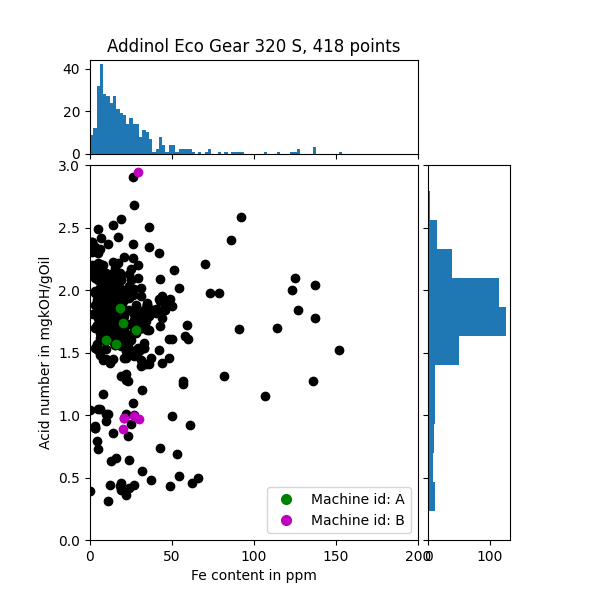 Addinol Eco Gear 320 S, 418 points
40
20
0
3.0
2.5
2.0
1.5
1.0
0.5
0.0
Acid number in mgkOH/gOil
Machine id: A
Machine id: B
0 50 100 150 200 0 100
Fe content in ppm